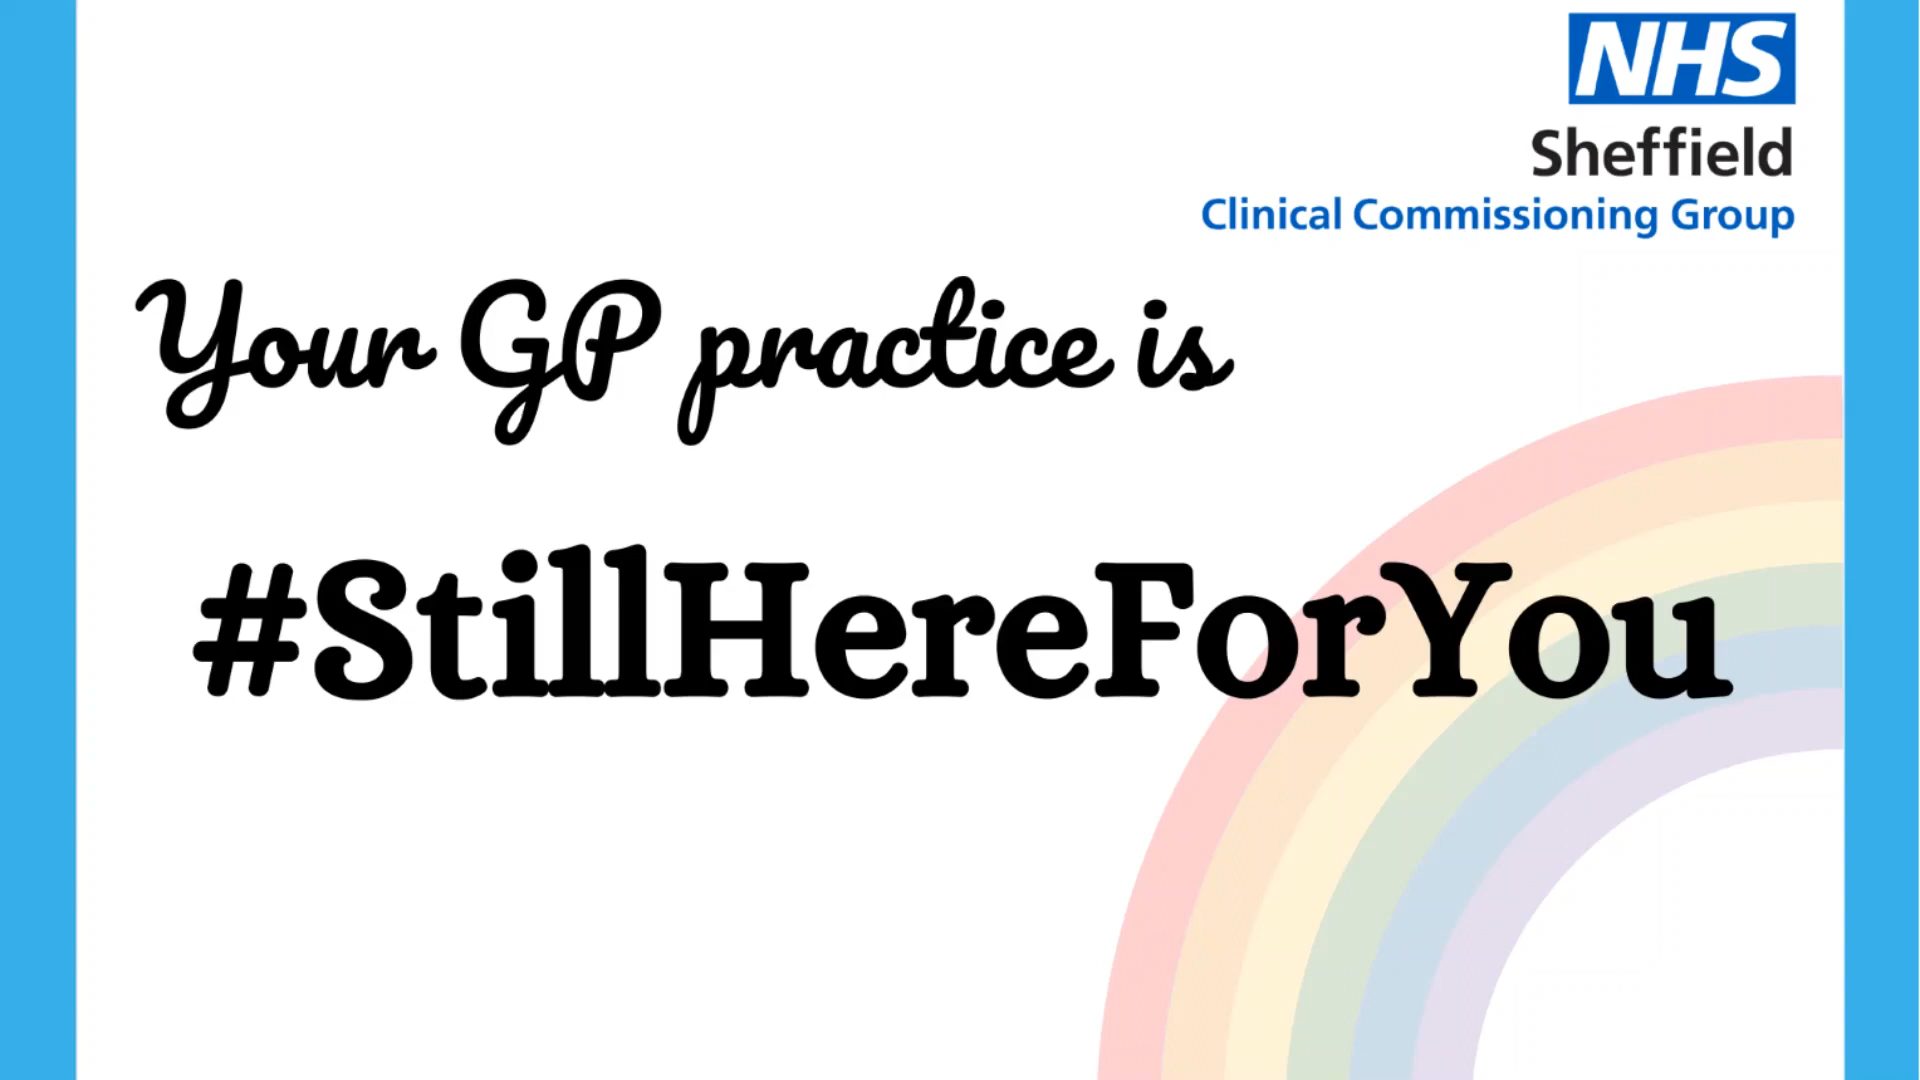 NHS
Sheffield
Clinical Commissioning Group
Your GP practice is
#StillHereForYou